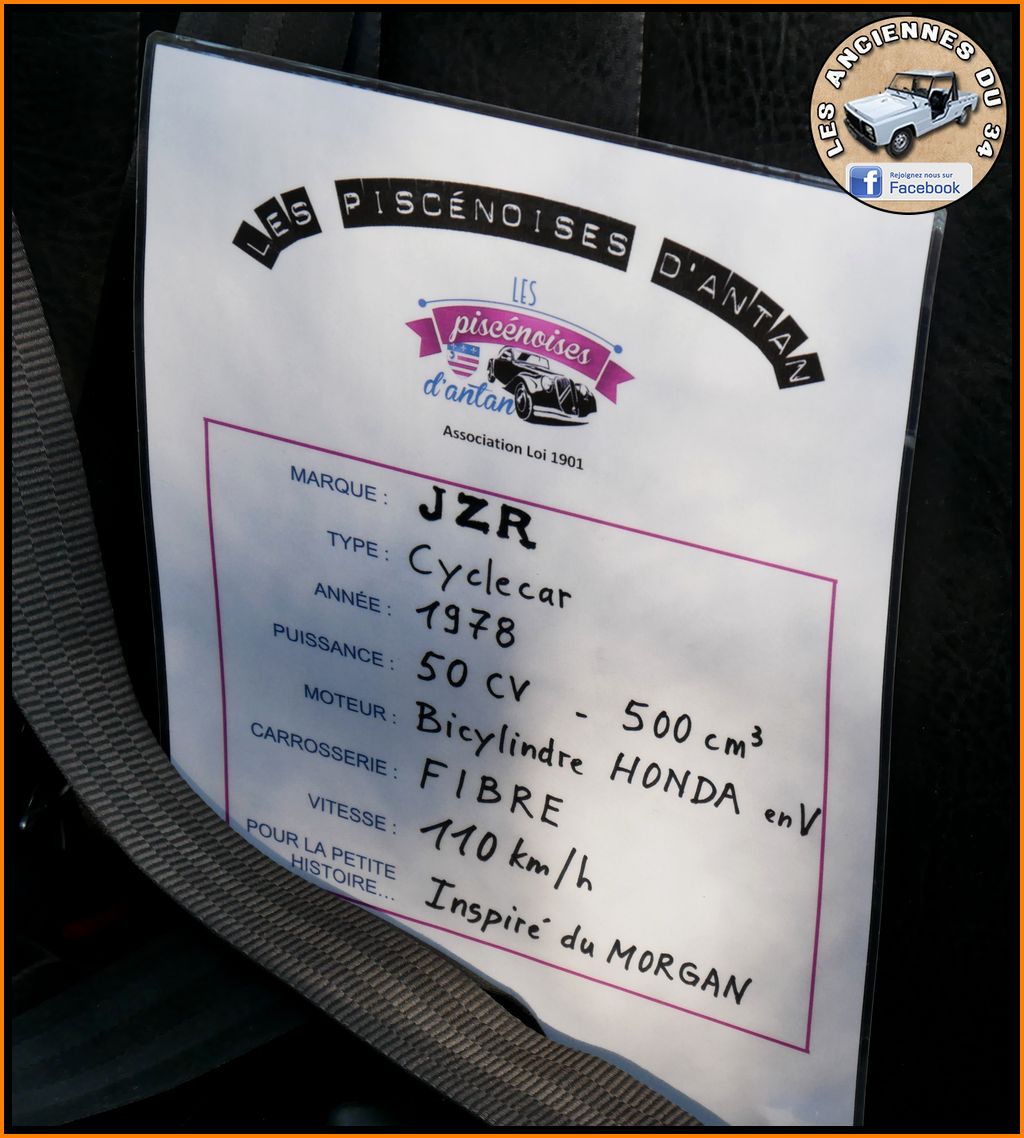 LES ANCIENNES DU 34
Rejoignez nous sur
Facebook
LES PISCÉNOISES D'ANTAN
LES
piscénoises
d'antan
Association Loi 1901
MARQUE : JZR
TYPE : Cyclecar
ANNÉE : 1978
PUISSANCE : 50 CV - 500 cm³
MOTEUR : Bicylindre HONDA en V
CARROSSERIE : FIBRE
VITESSE : 110 km/h
POUR LA PETITE
HISTOIRE... Inspiré du MORGAN